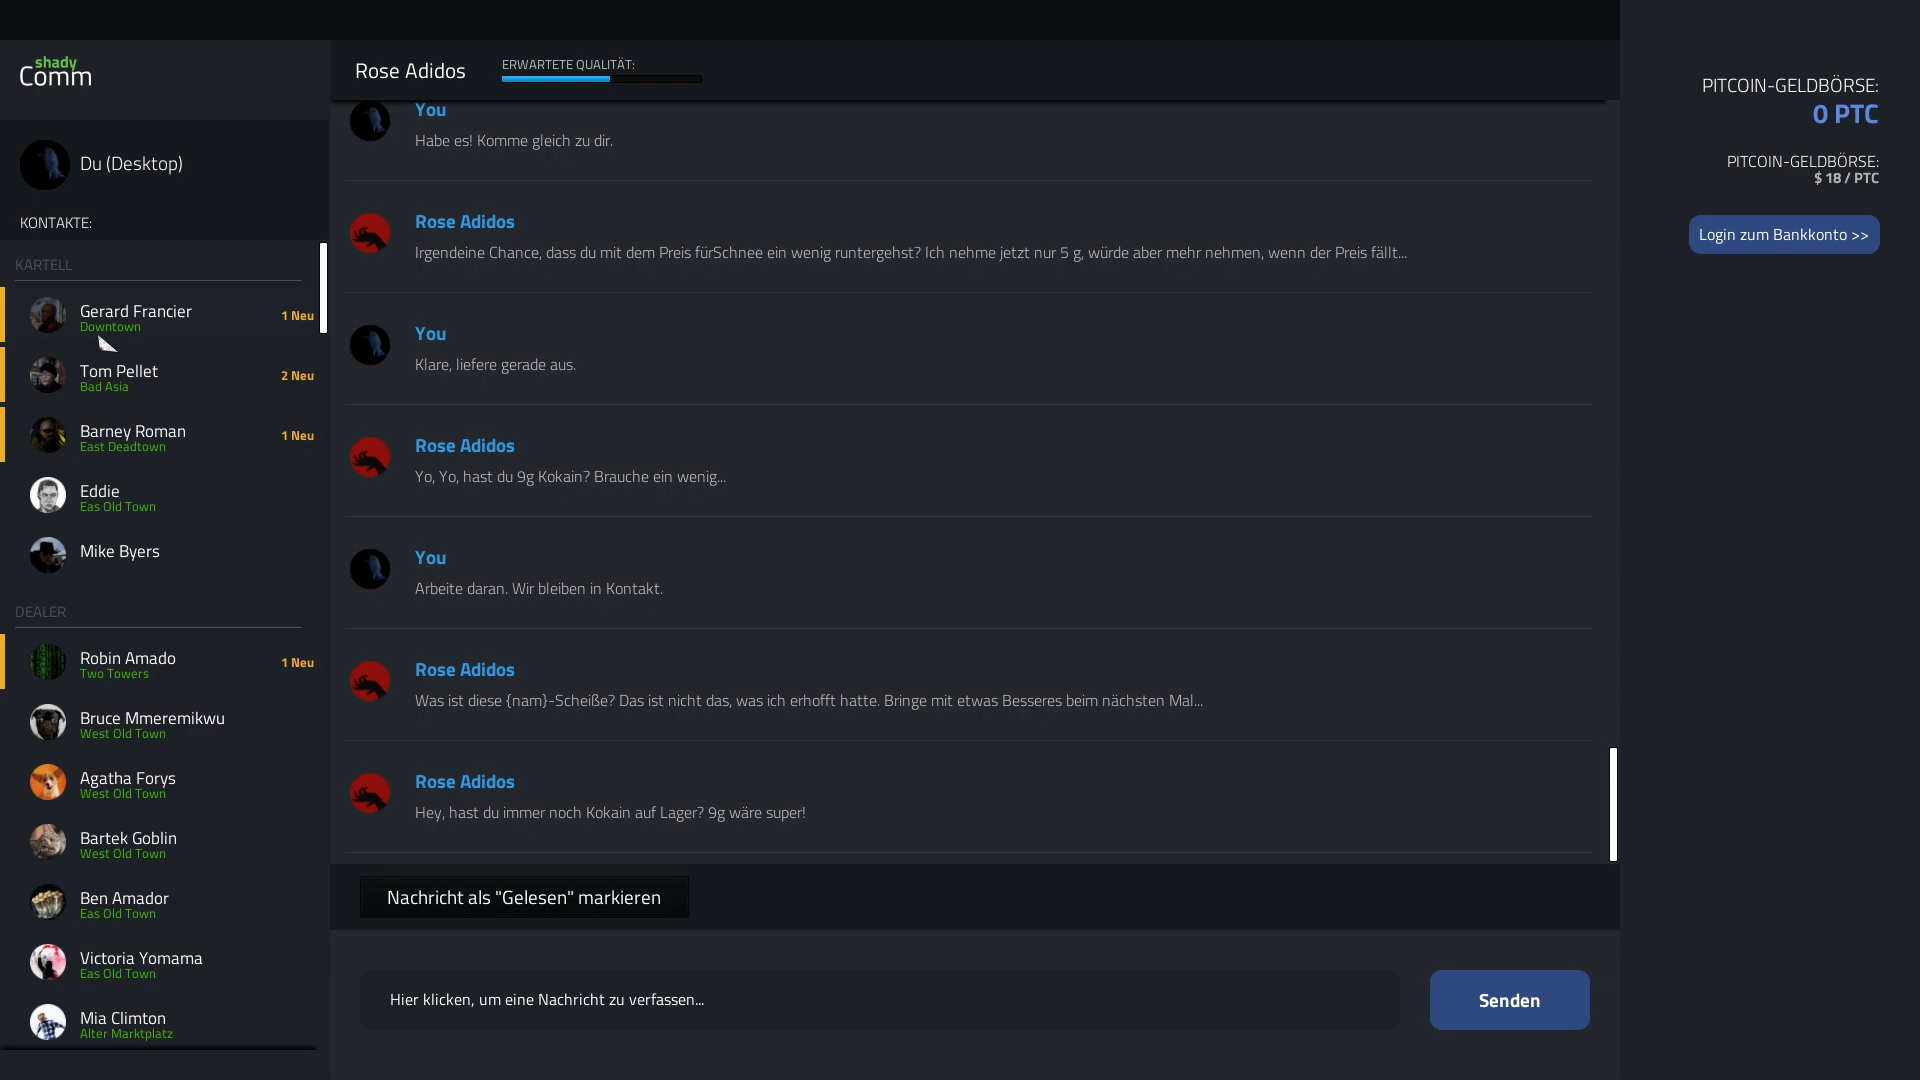 shady
Comm
Du (Desktop)
KONTAKTE:
KARTELL
Gerard Francier
Downtown
1 Neu
Tom Pellet
Bad Asia
2 Neu
Barney Roman
East Deadtown
1 Neu
Eddie
Eas Old Town
Mike Byers
DEALER
Robin Amado
Two Towers
1 Neu
Bruce Mmeremikwu
West Old Town
Agatha Forys
West Old Town
Bartek Goblin
West Old Town
Ben Amador
Eas Old Town
Victoria Yomama
Eas Old Town
Mia Climton
Alter Marktplatz
Rose Adidos
ERWARTETE QUALITÄT:
You
Habe es! Komme gleich zu dir.
Rose Adidos
Irgendeine Chance, dass du mit dem Preis fürSchnee ein wenig runtergehst? Ich nehme jetzt nur 5 g, würde aber mehr nehmen, wenn der Preis fällt...
You
Klare, liefere gerade aus.
Rose Adidos
Yo, Yo, hast du 9g Kokain? Brauche ein wenig...
You
Arbeite daran. Wir bleiben in Kontakt.
Rose Adidos
Was ist diese {nam}-Scheiße? Das ist nicht das, was ich erhofft hatte. Bringe mit etwas Besseres beim nächsten Mal...
Rose Adidos
Hey, hast du immer noch Kokain auf Lager? 9g wäre super!
Nachricht als "Gelesen" markieren
Hier klicken, um eine Nachricht zu verfassen...
Senden
PITCOIN-GELDBÖRSE:
0 PTC
PITCOIN-GELDBÖRSE:
$ 18 / PTC
Login zum Bankkonto >>